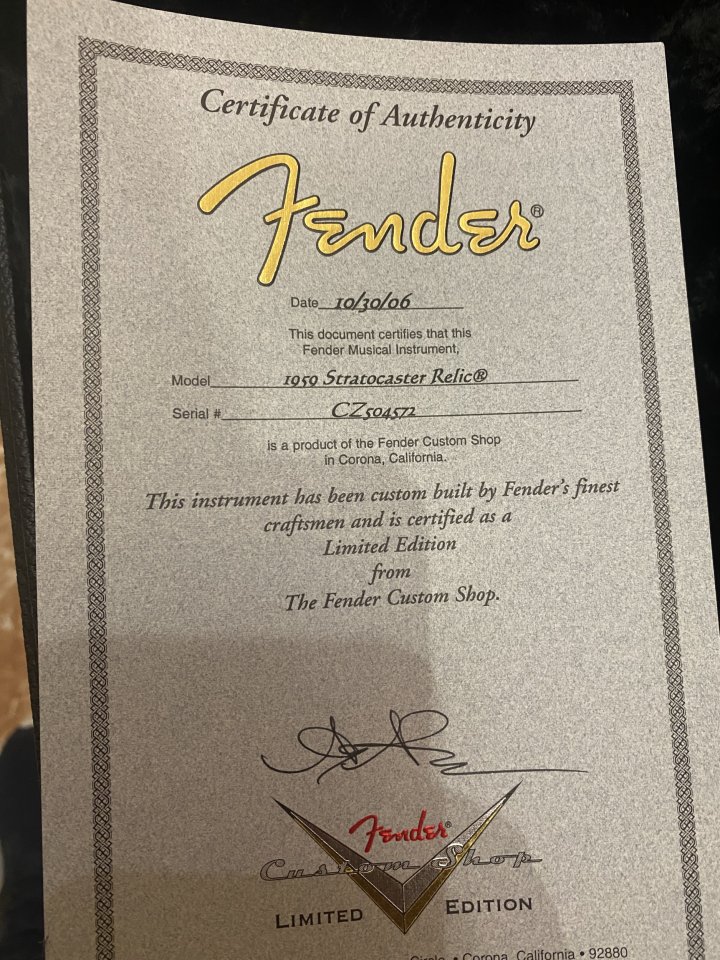 Certificate of Authenticity
Fender®
Date 10/30/06
This document certifies that this
Fender Musical Instrument,
Model 1959 Stratocaster Relic®
Serial # CZ504572
is a product of the Fender Custom Shop
in Corona, California.
This instrument has been custom built by Fender's finest
craftsmen and is certified as a
Limited Edition
from
The Fender Custom Shop.
Fender®
Custom Shop
LIMITED EDITION
Circle • Corona, California • 92880